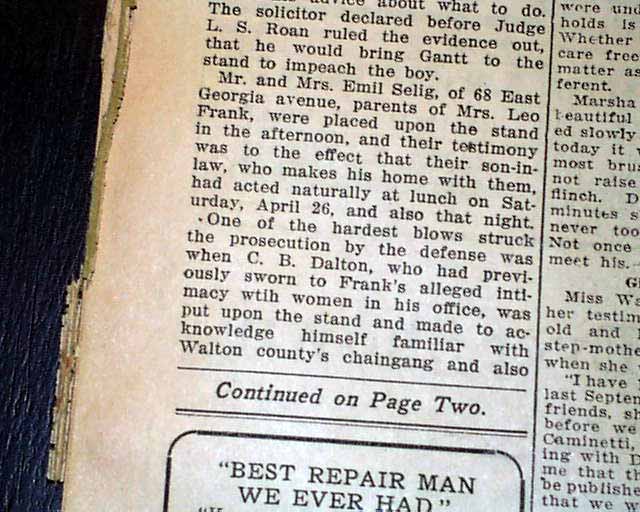 advice about what to do.
The solicitor declared before Judge
L. S. Roan ruled the evidence out,
that he would bring Gantt to the
stand to impeach the boy.
Mr. and Mrs. Emil Selig, of 68 East
Georgia avenue, parents of Mrs. Leo
Frank, were placed upon the stand
in the afternoon, and their testimony
was to the effect that their son-in-
law, who makes his home with them,
had acted naturally at lunch on Sat-
urday, April 26, and also that night.
One of the hardest blows struck
the prosecution by the defense was
when C. B. Dalton, who had previ-
ously sworn to Frank's alleged inti-
macy wtih women in his office, was
put upon the stand and made to ac-
knowledge himself familiar with
Walton county's chaingang and also
Continued on Page Two.
"BEST REPAIR MAN
WE EVER HAD"
were und
holds is
Whether
care free
matter as
ferent.
Marsha
beautiful
ed slowly
today it
most brus
not raise
flinch. D
minutes s
never too
Not once
meet his.
Miss Wa
her testim
old and
step-mothe
when she
"I have
last Septem
friends, sh
before we
Caminetti,
ing with D
me that th
be publishe
that we w